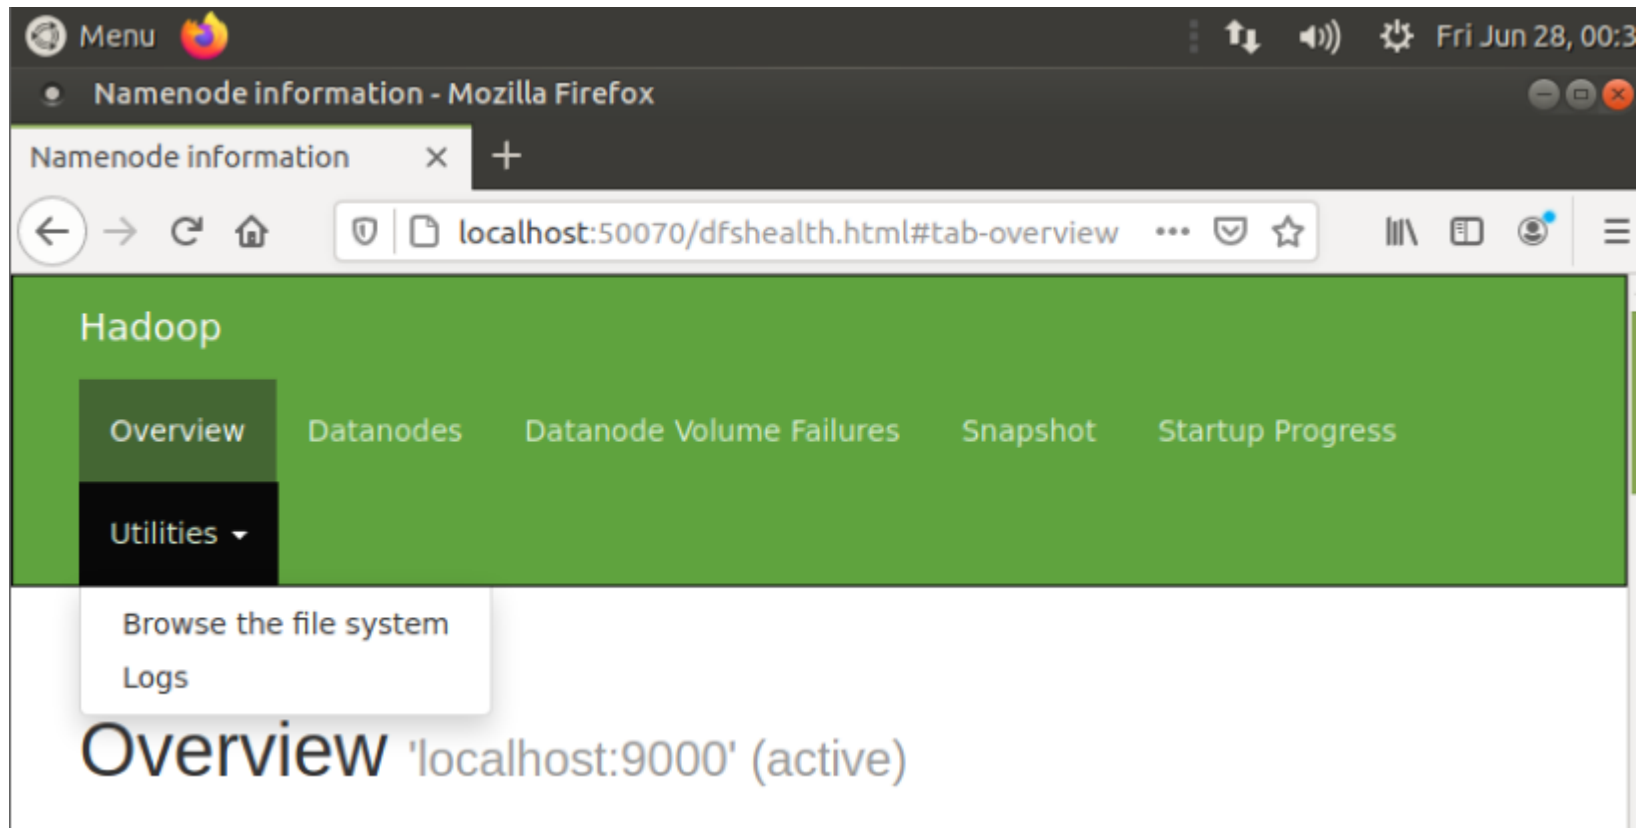 Menu Fri Jun 28, 00:3
Namenode information - Mozilla Firefox
Namenode information
localhost:50070/dfshealth.html#tab-overview
Hadoop
Overview Datanodes Datanode Volume Failures Snapshot Startup Progress
Utilities
Browse the file system
Logs
Overview 'localhost:9000' (active)